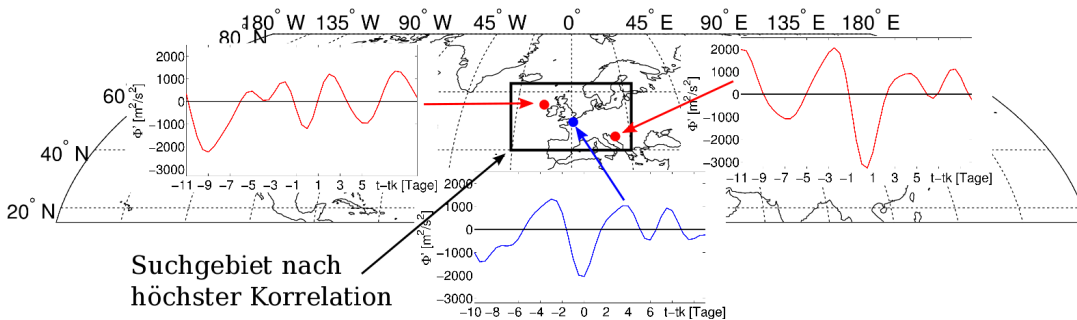 180° W 135° W 90° W 45° W 0° 45° E 90° E 135° E 180° E
80° N
60°
40° N
20° N
2000
1000
0
−1000
−2000
−3000
Φ' [m²/s²]
−11 −9 −7 −5 −3 −1 1 3 5 t−tk [Tage]
2000
1000
0
−1000
−2000
−3000
Φ' [m²/s²]
−11 −9 −7 −5 −3 −1 1 3 5 t−tk [Tage]
2000
1000
0
−1000
−2000
−3000
Φ' [m²/s²]
−10 −8 −6 −4 −2 0 2 4 6 t−tk [Tage]
Suchgebiet nach
höchster Korrelation